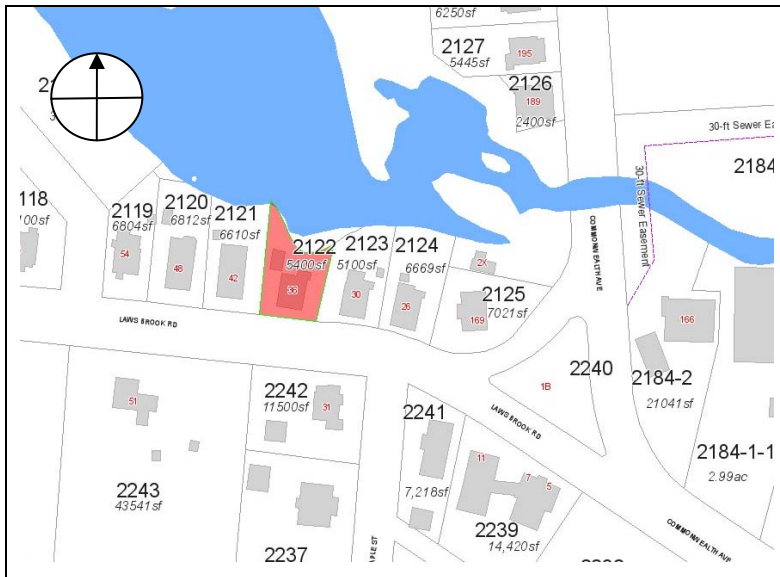 6250sf
2127
5445sf
195
2126
189
2400sf
30-ft Sewer Ea
30-ft Sewer Easement
2184
2119
6804sf
54
2120
6812sf
48
2121
6610sf
42
2122
5400sf
36
2123
5100sf
30
2124
6669sf
26
2X
2125
7021sf
169
COMMONWEALTH AVE
LAWS BROOK RD
166
2184-2
21041sf
2240
1B
LAWS BROOK RD
2184-1-1
2.99ac
51
2242
11500sf
31
2241
7,218sf
11
7
5
2243
43541sf
2237
2239
14,420sf
COMMONWEALTH AVE